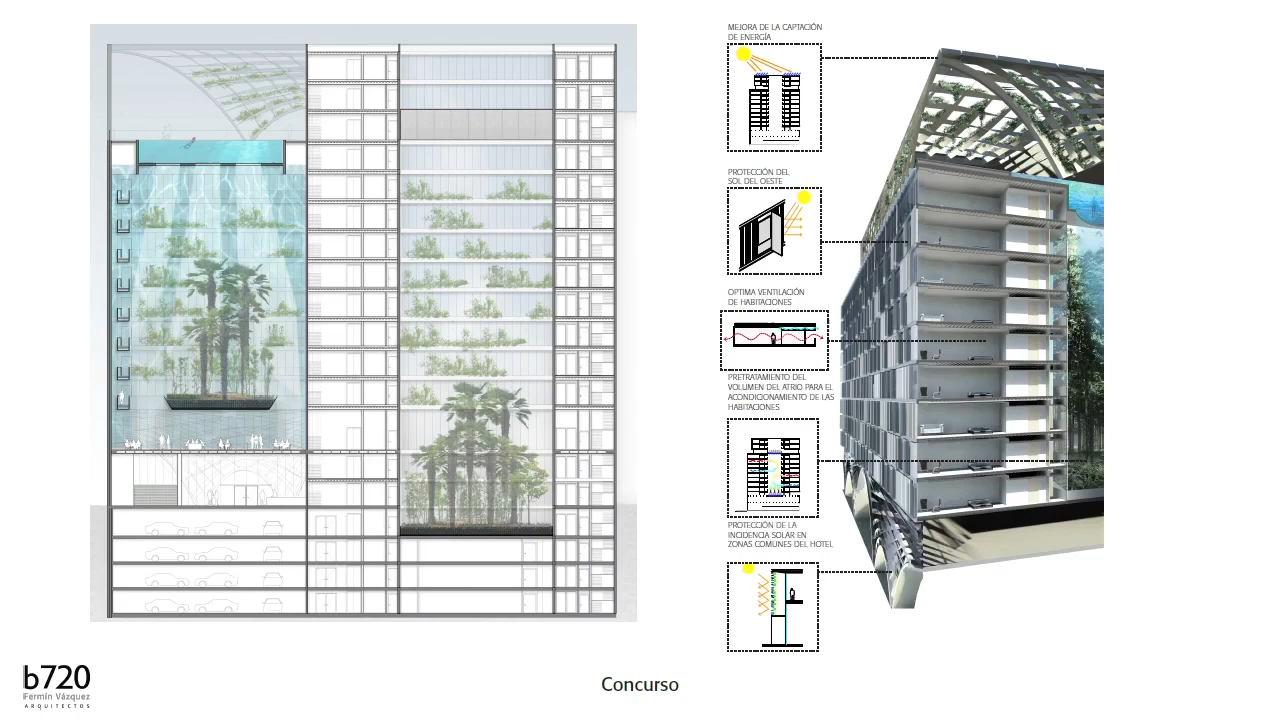 MEJORA DE LA CAPTACIÓN
DE ENERGÍA
PROTECCIÓN DEL
SOL DEL OESTE
OPTIMA VENTILACIÓN
DE HABITACIONES
PRETRATAMIENTO DEL
VOLUMEN DEL ATRIO PARA EL
ACONDICIONAMIENTO DE LAS
HABITACIONES
PROTECCIÓN DE LA
INCIDENCIA SOLAR EN
ZONAS COMUNES DEL HOTEL
b720
Fermín Vázquez
ARQUITECTOS
Concurso